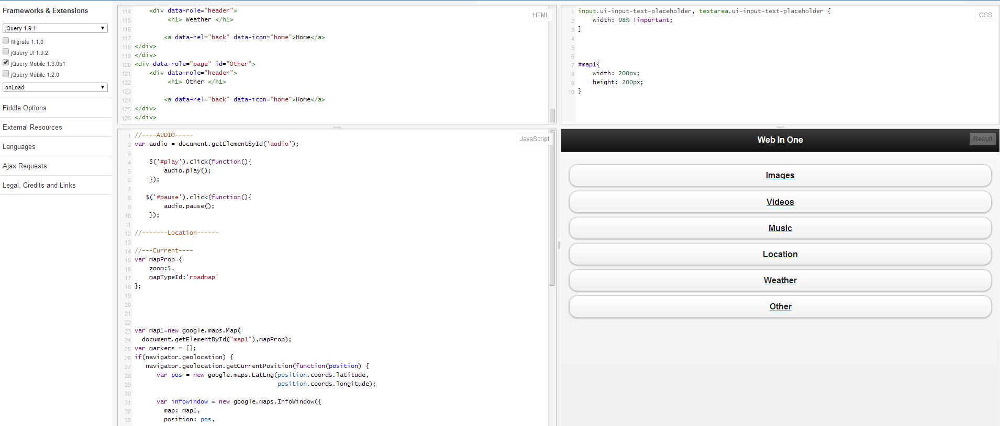 Frameworks & Extensions
jQuery 1.9.1
Migrate 1.1.0
jQuery UI 1.9.2
jQuery Mobile 1.3.0b1
jQuery Mobile 1.2.0
onLoad
Fiddle Options
External Resources
Languages
Ajax Requests
Legal, Credits and Links
HTML
114 <div data-role="header">
115 <h1> Weather </h1>
116
117 <a data-rel="back" data-icon="home">Home</a>
118 </div>
119 </div>
120 <div data-role="page" id="Other">
121 <div data-role="header">
122 <h1> Other </h1>
123
124 <a data-rel="back" data-icon="home">Home</a>
125 </div>
126 </div>
CSS
1 input.ui-input-text-placeholder, textarea.ui-input-text-placeholder {
2 width: 98% !important;
3 }
4
5
6
7 #map1{
8 width: 200px;
9 height: 200px;
10 }
JavaScript
1 //----AUDIO-----
2 var audio = document.getElementById('audio');
3
4 $('#play').click(function(){
5 audio.play();
6 });
7
8 $('#pause').click(function(){
9 audio.pause();
10 });
11
12 //-------Location------
13
14 //---Current----
15 var mapProp={
16 zoom:5,
17 mapTypeId:'roadmap'
18 };
19
20
21
22
23 var map1=new google.maps.Map(
24 document.getElementById("map1"),mapProp);
25 var markers = [];
26 if(navigator.geolocation) {
27 navigator.geolocation.getCurrentPosition(function(position) {
28 var pos = new google.maps.LatLng(position.coords.latitude,
29 position.coords.longitude);
30
31 var infowindow = new google.maps.InfoWindow({
32 map: map1,
33 position: pos,
Web In One
Result
Images
Videos
Music
Location
Weather
Other